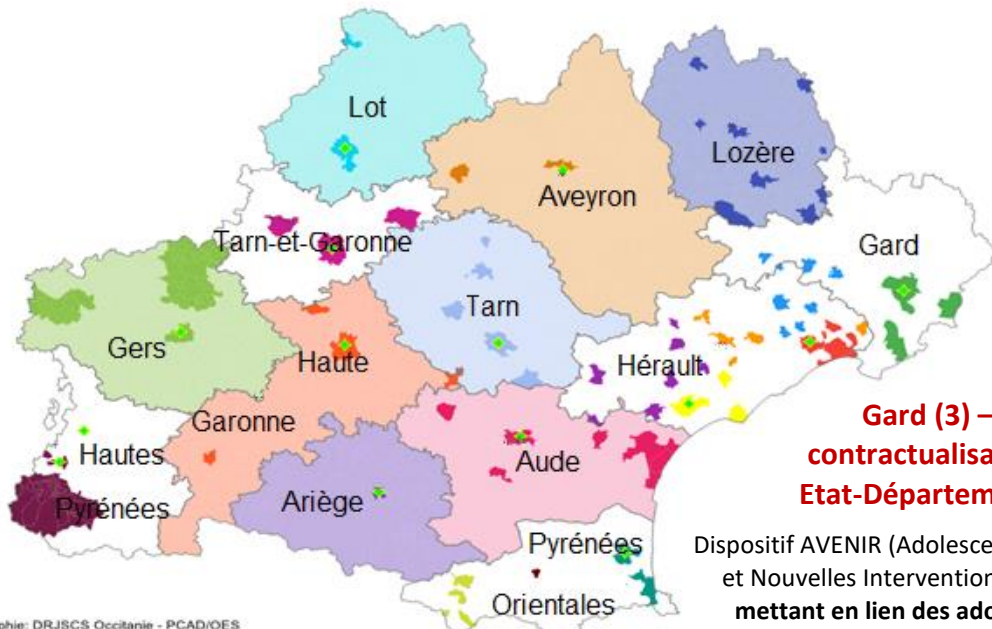 Lot
Lozère
Aveyron
Tarn-et-Garonne
Gard
Tarn
Gers
Haute
Hérault
Garonne
Hautes
Aude
Pyrénées
Ariège
Pyrénées
Orientales
Gard (3) –
contractualisa
Etat-Départem
Dispositif AVENIR (Adolesce
et Nouvelles Intervention
mettant en lien des ado
phie: DRJSCS Occitanie - PCAD/OES